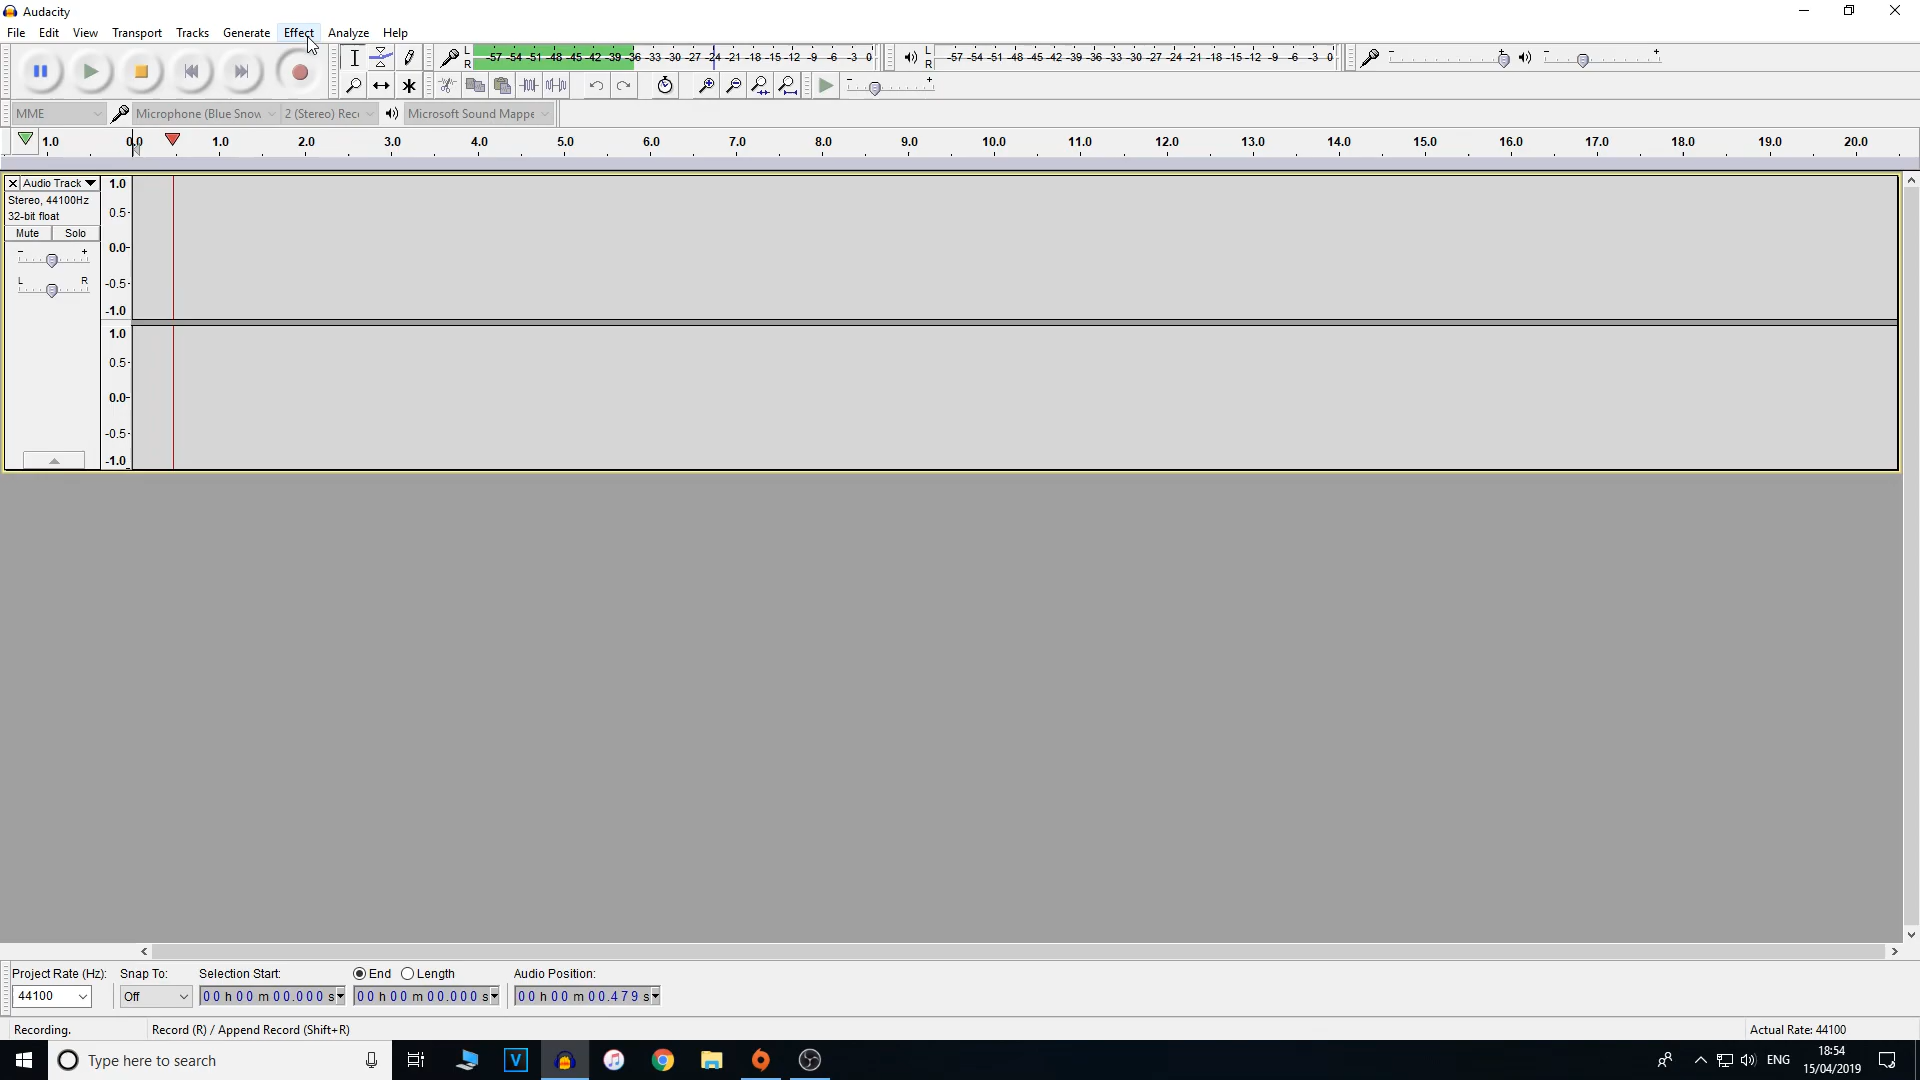 Audacity
File Edit View Transport Tracks Generate Effect Analyze Help
L
R
-57 -54 -51 -48 -45 -42 -39 -36 -33 -30 -27 -24 -21 -18 -15 -12 -9 -6 -3 0
L
R
-57 -54 -51 -48 -45 -42 -39 -36 -33 -30 -27 -24 -21 -18 -15 -12 -9 -6 -3 0
MME Microphone (Blue Snow 2 (Stereo) Reci Microsoft Sound Mappe
1.0 0.0 1.0 2.0 3.0 4.0 5.0 6.0 7.0 8.0 9.0 10.0 11.0 12.0 13.0 14.0 15.0 16.0 17.0 18.0 19.0 20.0
Audio Track 1.0
Stereo, 44100Hz
32-bit float 0.5
Mute Solo
0.0
- +
L R -0.5
-1.0
1.0
0.5
0.0
-0.5
-1.0
Project Rate (Hz): Snap To: Selection Start: End Length Audio Position:
44100 Off 00 h 00 m 00.000 s 00 h 00 m 00.000 s 00 h 00 m 00.479 s
Recording. Record (R) / Append Record (Shift+R) Actual Rate: 44100
Type here to search V ENG 18:54
15/04/2019